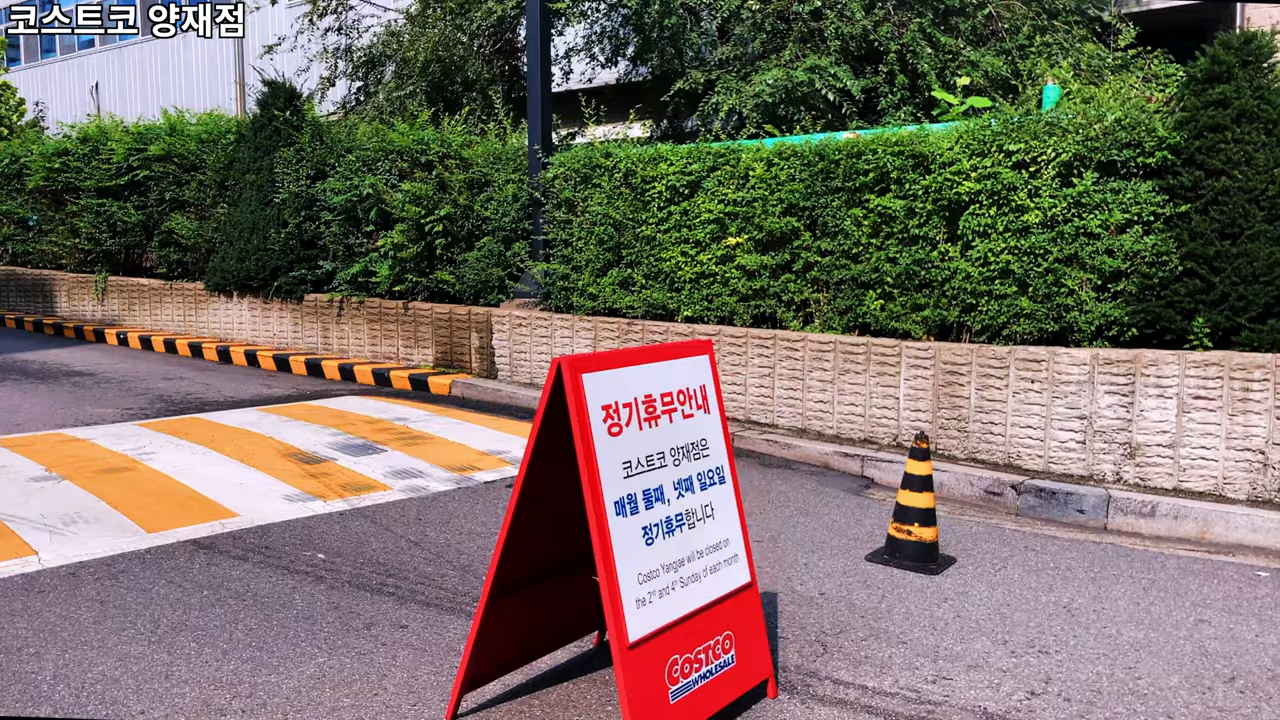 코스트코 양재점
정기휴무안내
코스트코 양재점은
매월 둘째, 넷째 일요일
정기휴무합니다
Costco Yangjae will be closed on
the 2nd and 4th Sunday of each month
COSTCO
WHOLESALE